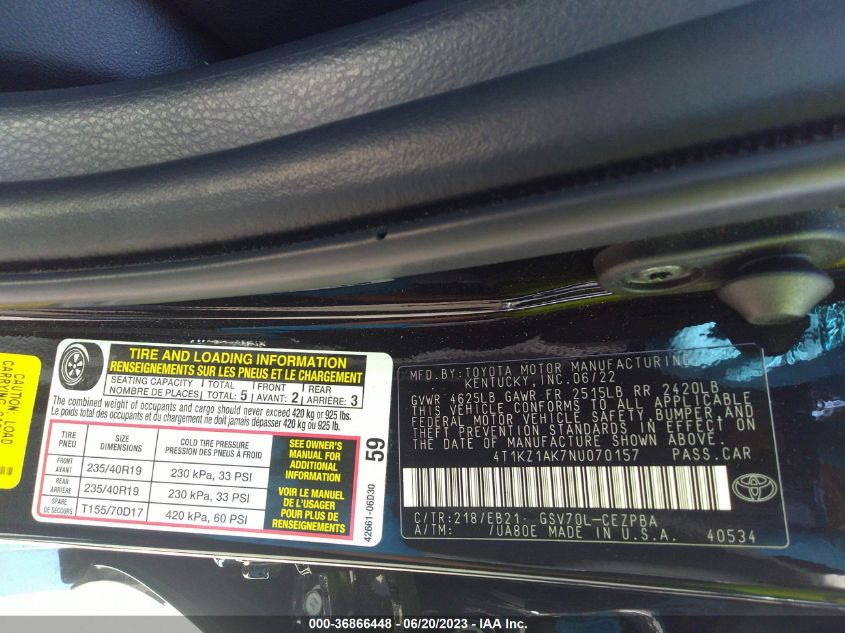 CAUTION: LOAD
TIRE AND LOADING INFORMATION
RENSEIGNEMENTS SUR LES PNEUS ET LE CHARGEMENT
SEATING CAPACITY TOTAL 5 FRONT 2 REAR 3
NOMBRE DE PLACES: TOTAL: AVANT: ARRIÈRE:
The combined weight of occupants and cargo should never exceed 420 kg or 925 lbs.
Le poids total des occupants et du chargement ne doit jamais dépasser 420 kg ou 925 lb.
TIRE PNEU SIZE DIMENSIONS COLD TIRE PRESSURE PRESSION DES PNEUS À FROID
FRONT AVANT 235/40R19 230 kPa, 33 PSI
REAR ARRIÈRE 235/40R19 230 kPa, 33 PSI
SPARE DE SECOURS T155/70D17 420 kPa, 60 PSI
SEE OWNER'S
MANUAL FOR
ADDITIONAL
INFORMATION
VOIR LE MANUEL
DE L'USAGER
POUR PLUS DE
RENSEIGNEMENTS
59
42661-06D30
MFD.BY:TOYOTA MOTOR MANUFACTURING
KENTUCKY,INC.06/22
GVWR 4625LB GAWR FR 2515LB RR 2420LB
THIS VEHICLE CONFORMS TO ALL APPLICABLE
FEDERAL MOTOR VEHICLE SAFETY,BUMPER,AND
THEFT PREVENTION STANDARDS IN EFFECT ON
THE DATE OF MANUFACTURE SHOWN ABOVE.
4T1KZ1AK7NU070157 PASS.CAR
C/TR:2187EB21 GSV70L-CEZPBA
A/TM: /UA80E MADE IN U.S.A. 40534
000-36866448 - 06/20/2023 - IAAI.COM